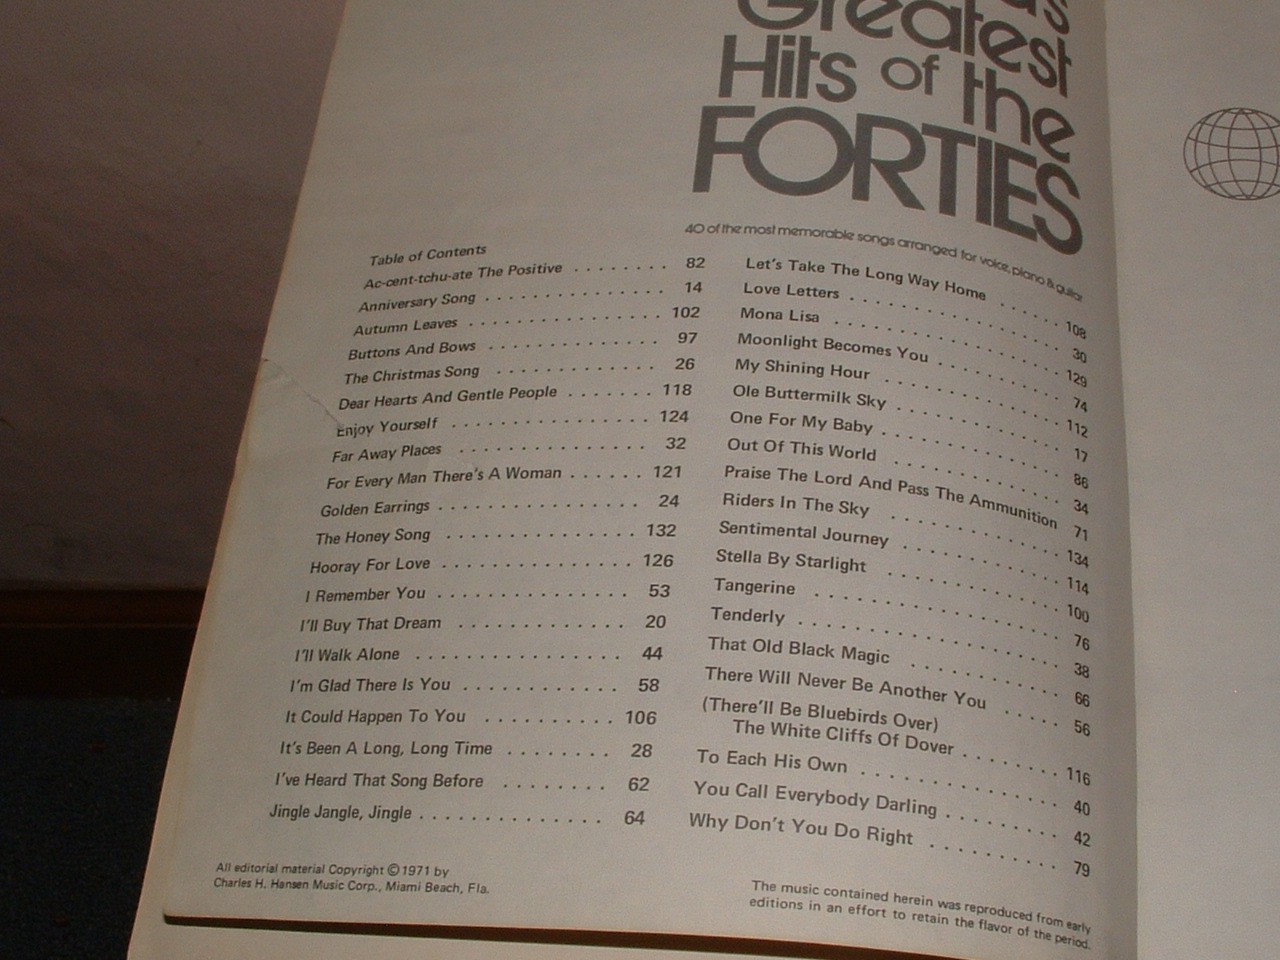 Greatest
Hits of the
FORTIES
40 of the most memorable songs arranged for voice, piano & guitar
Table of Contents
Ac-cent-tchu-ate The Positive . . . . . . . . 82
Anniversary Song . . . . . . . . . . . . . . . 14
Autumn Leaves . . . . . . . . . . . . . . . . 102
Buttons And Bows . . . . . . . . . . . . . . 97
The Christmas Song . . . . . . . . . . . . . 26
Dear Hearts And Gentle People . . . . . . . 118
Enjoy Yourself . . . . . . . . . . . . . . . . 124
Far Away Places . . . . . . . . . . . . . . . 32
For Every Man There's A Woman . . . . . . 121
Golden Earrings . . . . . . . . . . . . . . . . 24
The Honey Song . . . . . . . . . . . . . . . 132
Hooray For Love . . . . . . . . . . . . . . . 126
I Remember You . . . . . . . . . . . . . . . 53
I'll Buy That Dream . . . . . . . . . . . . . 20
I'll Walk Alone . . . . . . . . . . . . . . . . 44
I'm Glad There Is You . . . . . . . . . . . . 58
It Could Happen To You . . . . . . . . . . 106
It's Been A Long, Long Time . . . . . . . . 28
I've Heard That Song Before . . . . . . . . 62
Jingle Jangle, Jingle . . . . . . . . . . . . . . 64
Let's Take The Long Way Home . . . . . . 108
Love Letters . . . . . . . . . . . . . . . . 30
Mona Lisa . . . . . . . . . . . . . . . . . 129
Moonlight Becomes You . . . . . . . . . . 74
My Shining Hour . . . . . . . . . . . . . 112
Ole Buttermilk Sky . . . . . . . . . . . . 17
One For My Baby . . . . . . . . . . . . . 86
Out Of This World . . . . . . . . . . . . 34
Praise The Lord And Pass The Ammunition 71
Riders In The Sky . . . . . . . . . . . . . 134
Sentimental Journey . . . . . . . . . . . . 114
Stella By Starlight . . . . . . . . . . . . . 100
Tangerine . . . . . . . . . . . . . . . . . 76
Tenderly . . . . . . . . . . . . . . . . . . 38
That Old Black Magic . . . . . . . . . . . 66
There Will Never Be Another You . . . . . 56
(There'll Be Bluebirds Over)
The White Cliffs Of Dover . . . . . . . . 116
To Each His Own . . . . . . . . . . . . . . 40
You Call Everybody Darling . . . . . . . . . 42
Why Don't You Do Right . . . . . . . . . . 79
All editorial material Copyright © 1971 by
Charles H. Hansen Music Corp., Miami Beach, Fla.
The music contained herein was reproduced from early
editions in an effort to retain the flavor of the period.